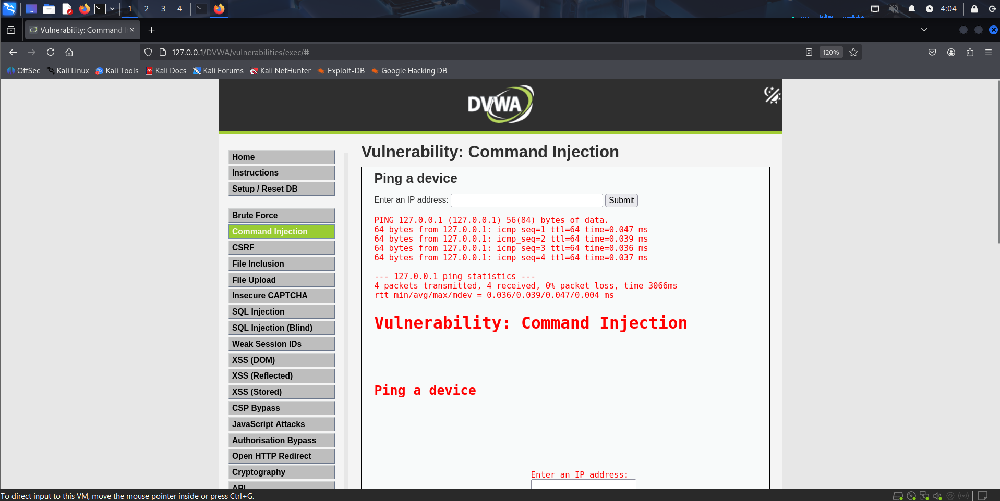 1 2 3 4 4:04
Vulnerability: Command I
127.0.0.1/DVWA/vulnerabilities/exec/# 120%
OffSec Kali Linux Kali Tools Kali Docs Kali Forums Kali NetHunter Exploit-DB Google Hacking DB
DVWA
Home
Instructions
Setup / Reset DB
Brute Force
Command Injection
CSRF
File Inclusion
File Upload
Insecure CAPTCHA
SQL Injection
SQL Injection (Blind)
Weak Session IDs
XSS (DOM)
XSS (Reflected)
XSS (Stored)
CSP Bypass
JavaScript Attacks
Authorisation Bypass
Open HTTP Redirect
Cryptography
API
Vulnerability: Command Injection
Ping a device
Enter an IP address: Submit
PING 127.0.0.1 (127.0.0.1) 56(84) bytes of data.
64 bytes from 127.0.0.1: icmp_seq=1 ttl=64 time=0.047 ms
64 bytes from 127.0.0.1: icmp_seq=2 ttl=64 time=0.039 ms
64 bytes from 127.0.0.1: icmp_seq=3 ttl=64 time=0.036 ms
64 bytes from 127.0.0.1: icmp_seq=4 ttl=64 time=0.037 ms
--- 127.0.0.1 ping statistics ---
4 packets transmitted, 4 received, 0% packet loss, time 3066ms
rtt min/avg/max/mdev = 0.036/0.039/0.047/0.004 ms
Vulnerability: Command Injection
Ping a device
Enter an IP address:
To direct input to this VM, move the mouse pointer inside or press Ctrl+G.